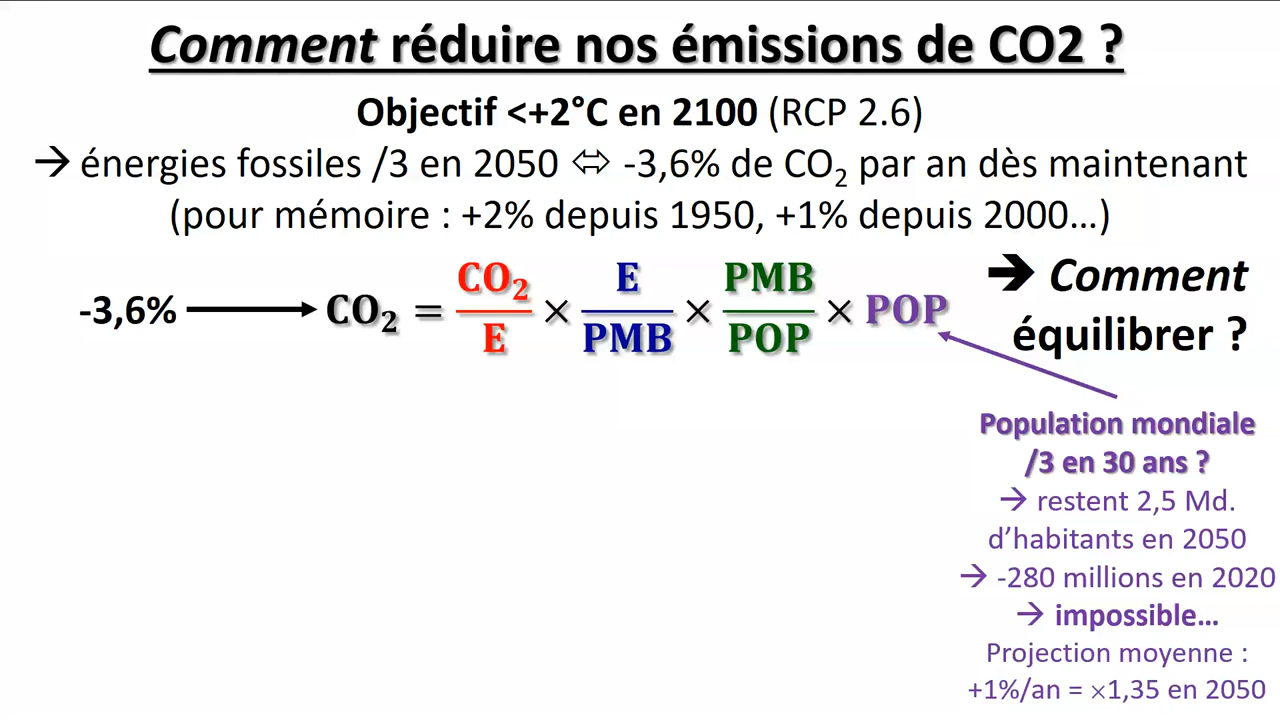 Comment réduire nos émissions de CO2 ?
Objectif <+2°C en 2100 (RCP 2.6)
→ énergies fossiles /3 en 2050 ⇔ -3,6% de CO₂ par an dès maintenant
(pour mémoire : +2% depuis 1950, +1% depuis 2000…)
-3,6% → CO₂ = CO₂/E × E/PMB × PMB/POP × POP
→ Comment
équilibrer ?
Population mondiale
/3 en 30 ans ?
→ restent 2,5 Md.
d’habitants en 2050
→ -280 millions en 2020
→ impossible…
Projection moyenne :
+1%/an = ×1,35 en 2050